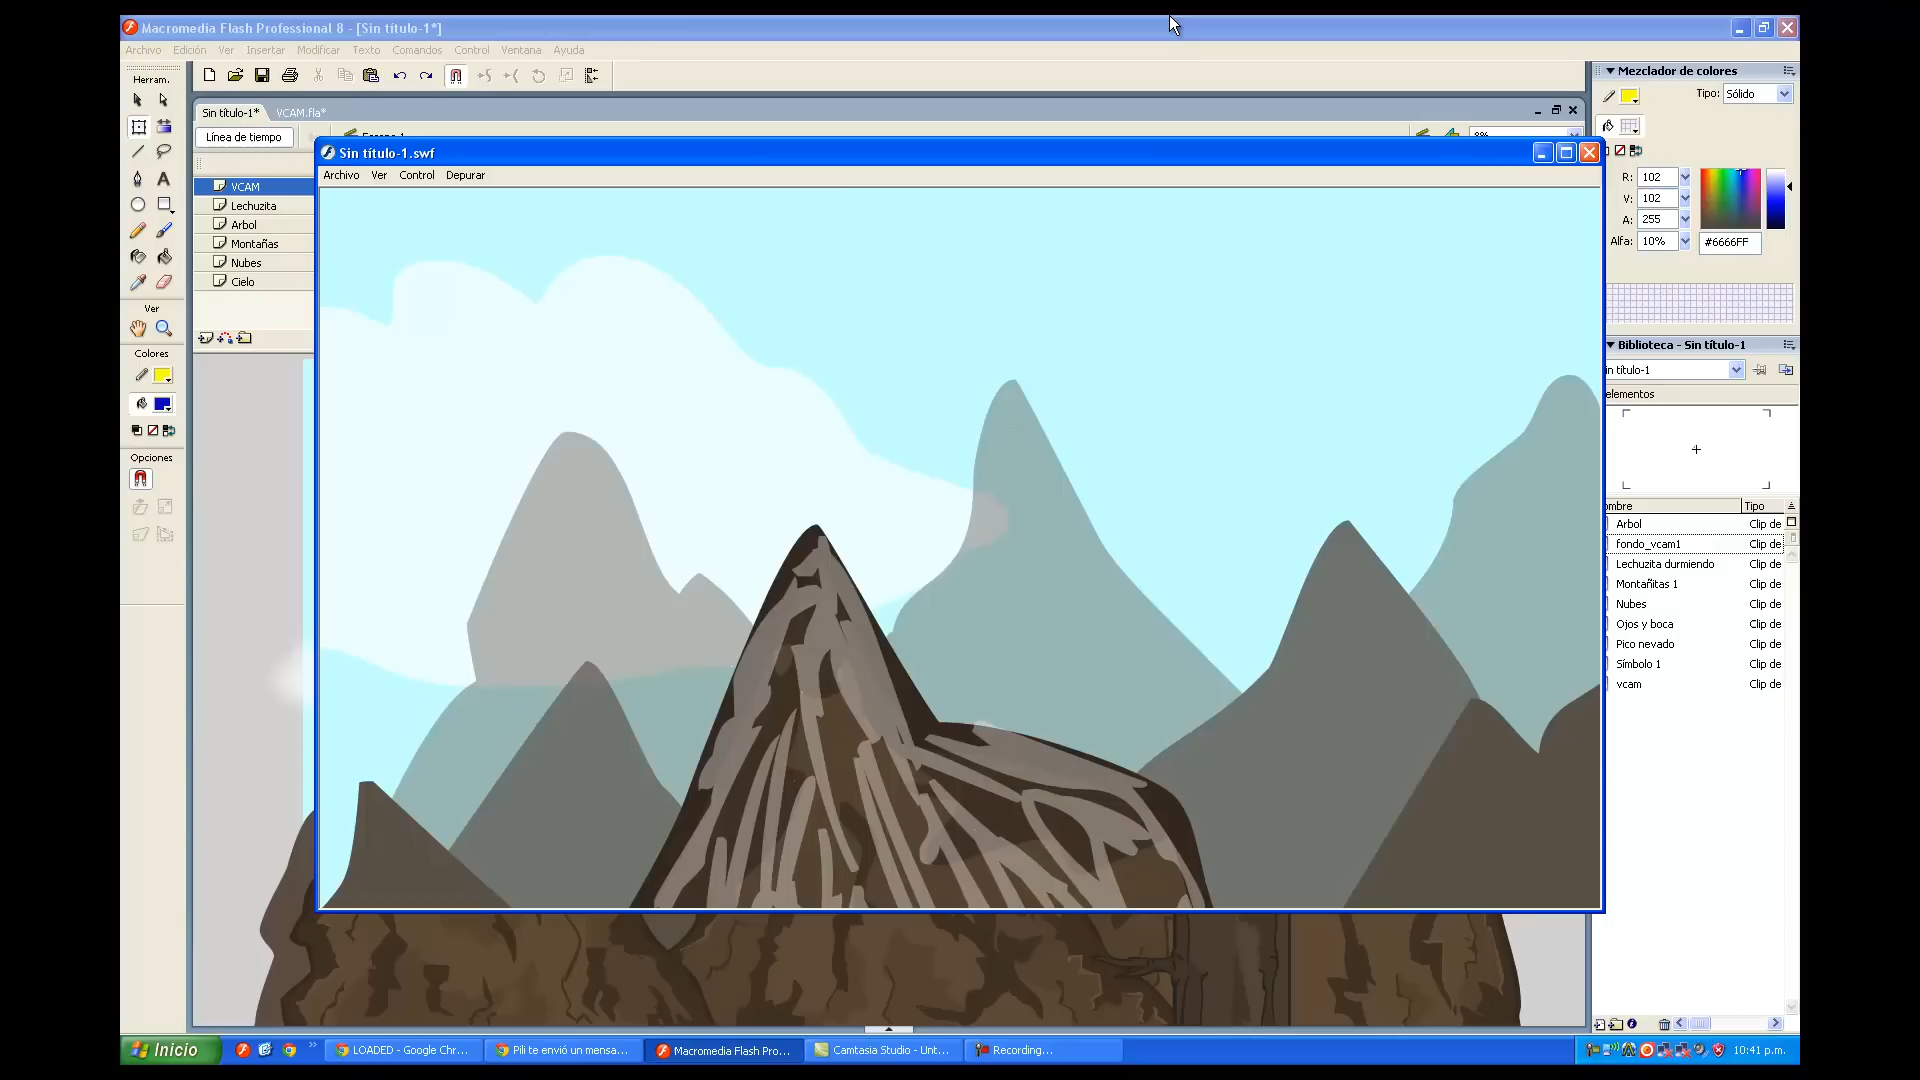 Macromedia Flash Professional 8 - [Sin título-1*]
Archivo Edición Ver Insertar Modificar Texto Comandos Control Ventana Ayuda
Herram.
Sin título-1* VCAM.fla*
Línea de tiempo
Sin título-1.swf
Archivo Ver Control Depurar
VCAM
Lechuzita
Arbol
Montañas
Nubes
Cielo
Ver
Colores
Opciones
Mezclador de colores
Tipo: Sólido
R: 102
V: 102
A: 255
Alfa: 10% #6666FF
Biblioteca - Sin título-1
in título-1
elementos
ombre Tipo
Arbol Clip de
fondo_vcam1 Clip de
Lechuzita durmiendo Clip de
Montañitas 1 Clip de
Nubes Clip de
Ojos y boca Clip de
Pico nevado Clip de
Símbolo 1 Clip de
vcam Clip de
Inicio
LOADED - Google Chr...
Pili te envió un mensa...
Macromedia Flash Pro...
Camtasia Studio - Unt...
Recording...
10:41 p.m.